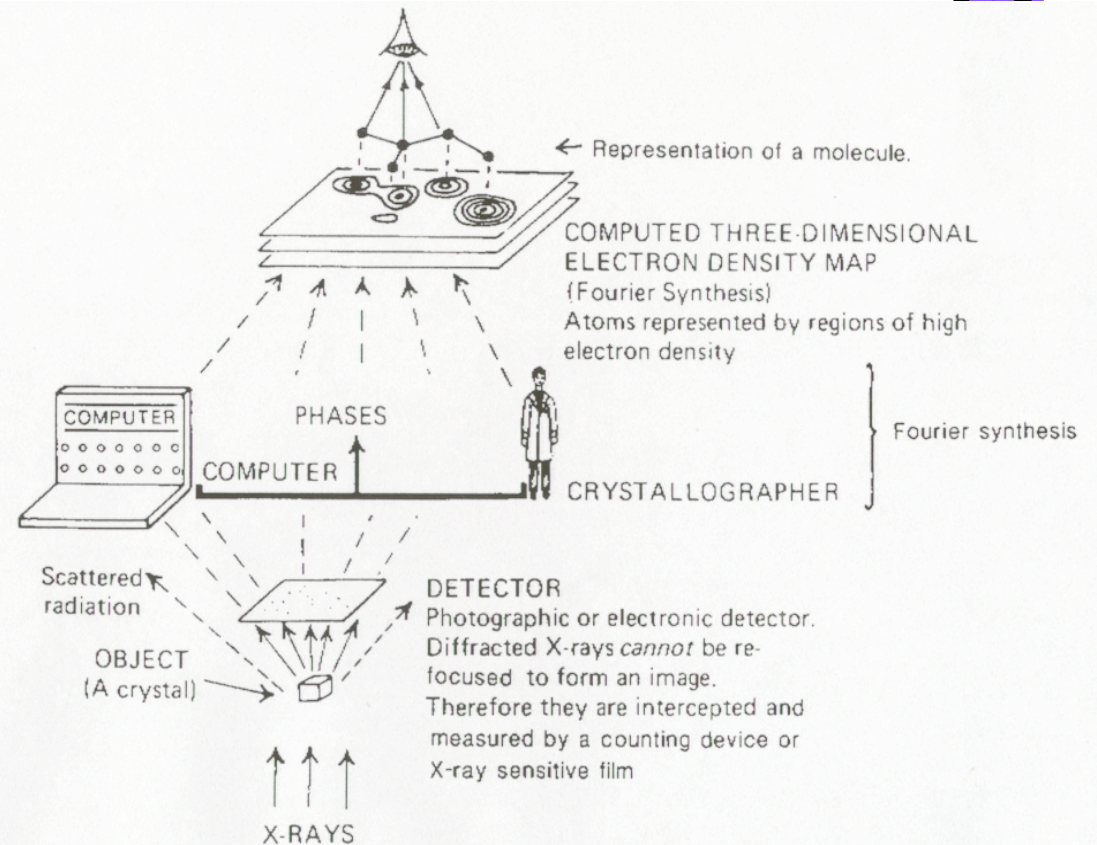 ← Representation of a molecule.
COMPUTED THREE-DIMENSIONAL
ELECTRON DENSITY MAP
(Fourier Synthesis)
Atoms represented by regions of high
electron density
COMPUTER
PHASES
COMPUTER
CRYSTALLOGRAPHER
Fourier synthesis
Scattered
radiation
DETECTOR
Photographic or electronic detector.
Diffracted X-rays cannot be re-
focused to form an image.
Therefore they are intercepted and
measured by a counting device or
X-ray sensitive film
OBJECT
(A crystal)
X-RAYS